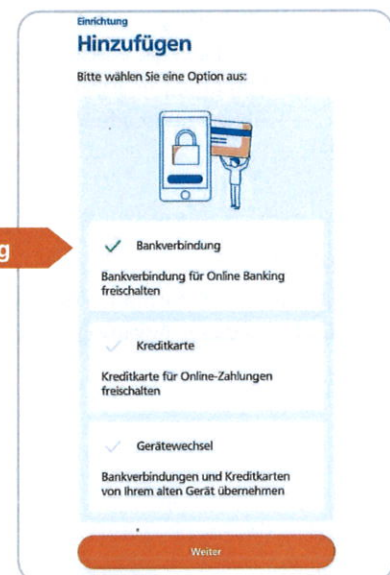 Einrichtung
Hinzufügen
Bitte wählen Sie eine Option aus:
g
Bankverbindung
Bankverbindung für Online Banking
freischalten
Kreditkarte
Kreditkarte für Online-Zahlungen
freischalten
Gerätewechsel
Bankverbindungen und Kreditkarten
von Ihrem alten Gerät übernehmen
Weiter